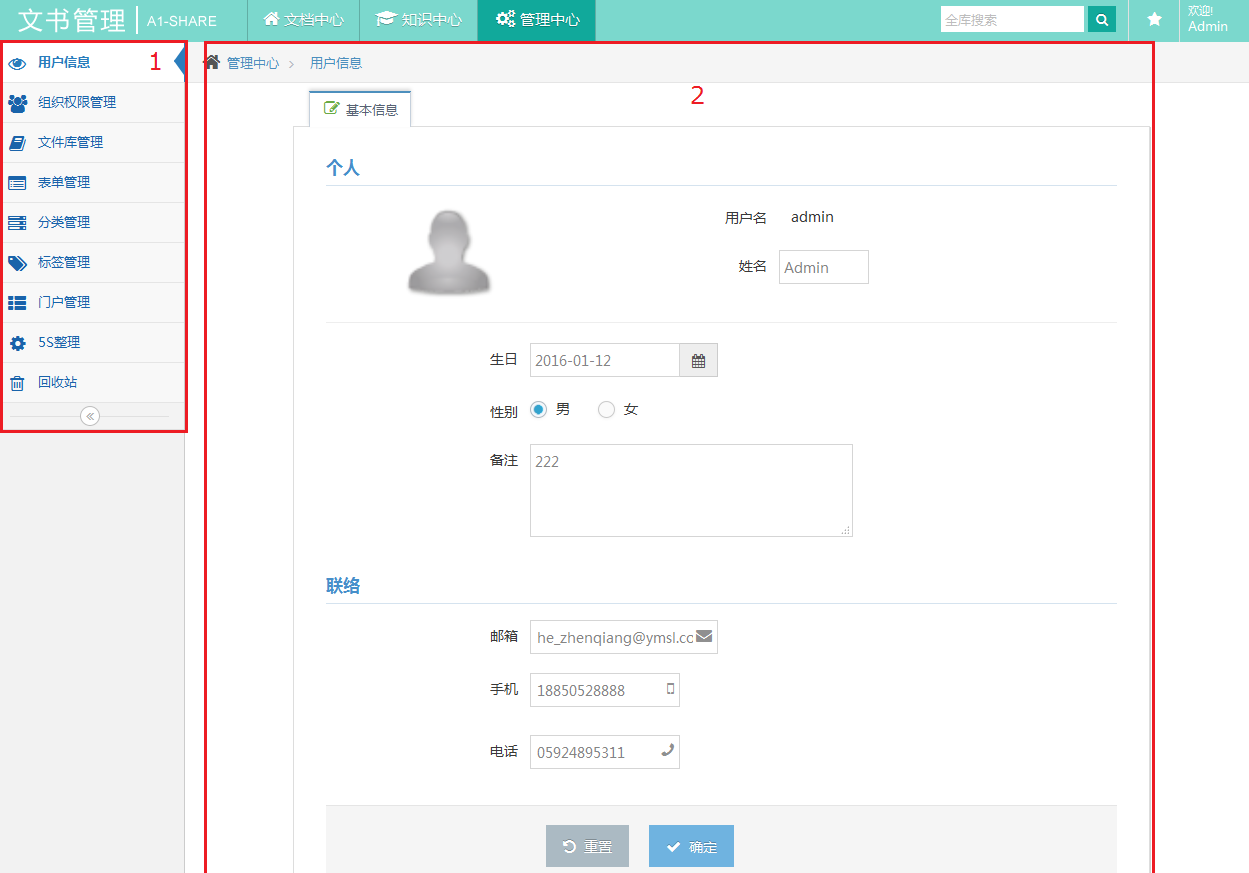 文书管理 A1-SHARE 文档中心 知识中心 管理中心 全库搜索 欢迎!
Admin
用户信息 1
管理中心 用户信息
2
组织权限管理
文件库管理
表单管理
分类管理
标签管理
门户管理
5S整理
回收站
基本信息
个人
用户名 admin
姓名 Admin
生日 2016-01-12
性别 男 女
备注 222
联络
邮箱 he_zhenqiang@ymsl.co
手机 18850528888
电话 05924895311
重置 确定